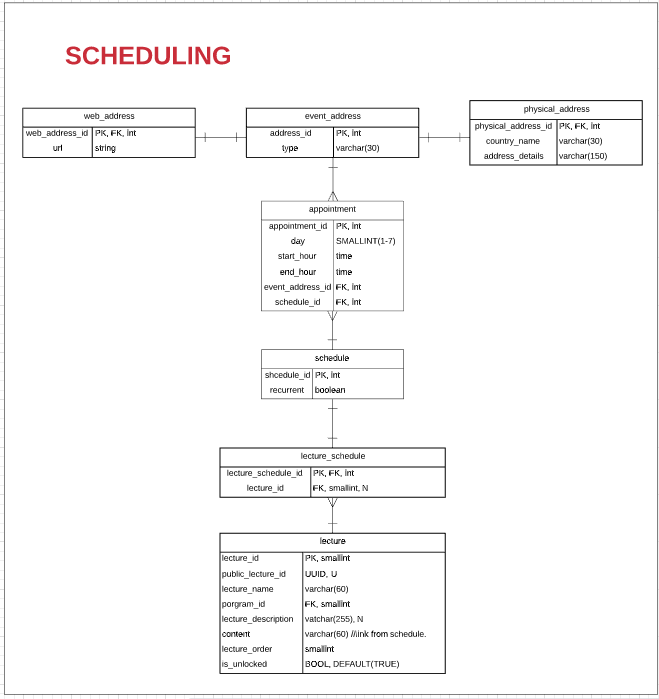 SCHEDULING
web_address
web_address_id PK, FK, int
url string
event_address
address_id PK, int
type varchar(30)
physical_address
physical_address_id PK, FK, int
country_name varchar(30)
address_details varchar(150)
appointment
appointment_id PK, int
day SMALLINT(1-7)
start_hour time
end_hour time
event_address_id FK, int
schedule_id FK, int
schedule
shcedule_id PK, int
recurrent boolean
lecture_schedule
lecture_schedule_id PK, FK, int
lecture_id FK, smallint, N
lecture
lecture_id PK, smallint
public_lecture_id UUID, U
lecture_name varchar(60)
porgram_id FK, smallint
lecture_description vatchar(255), N
content varchar(60) //link from schedule.
lecture_order smallint
is_unlocked BOOL, DEFAULT(TRUE)